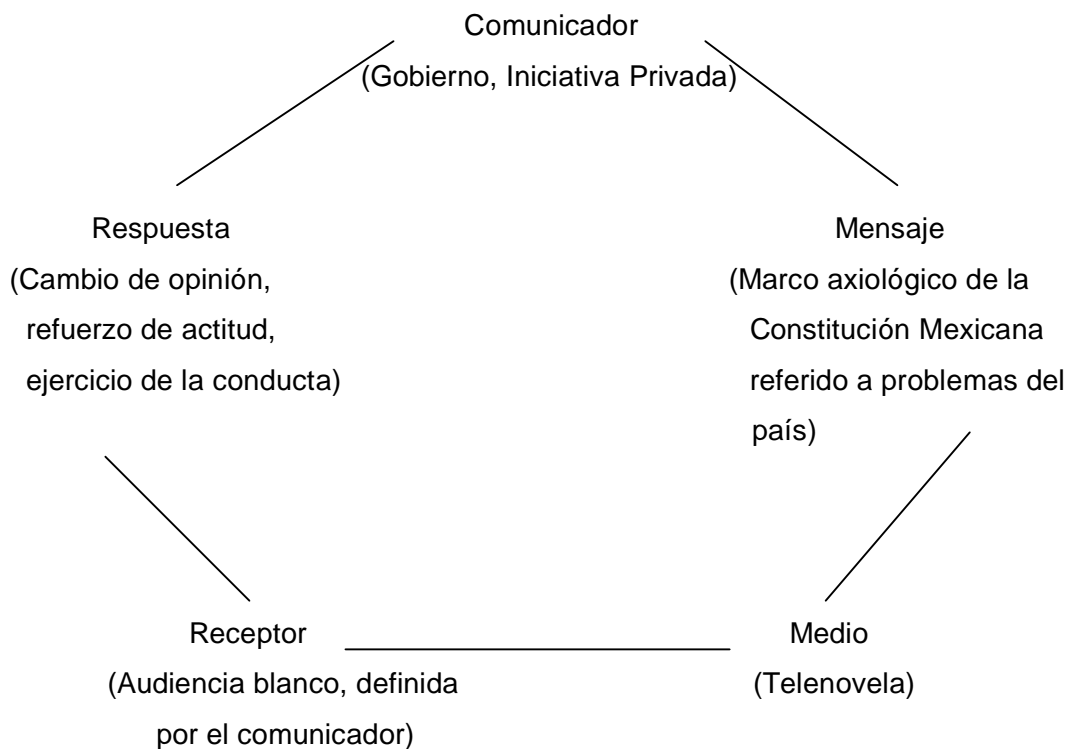 Comunicador
(Gobierno, Iniciativa Privada)
Respuesta
(Cambio de opinión,
refuerzo de actitud,
ejercicio de la conducta)
Mensaje
(Marco axiológico de la
Constitución Mexicana
referido a problemas del
país)
Receptor
(Audiencia blanco, definida
por el comunicador)
Medio
(Telenovela)